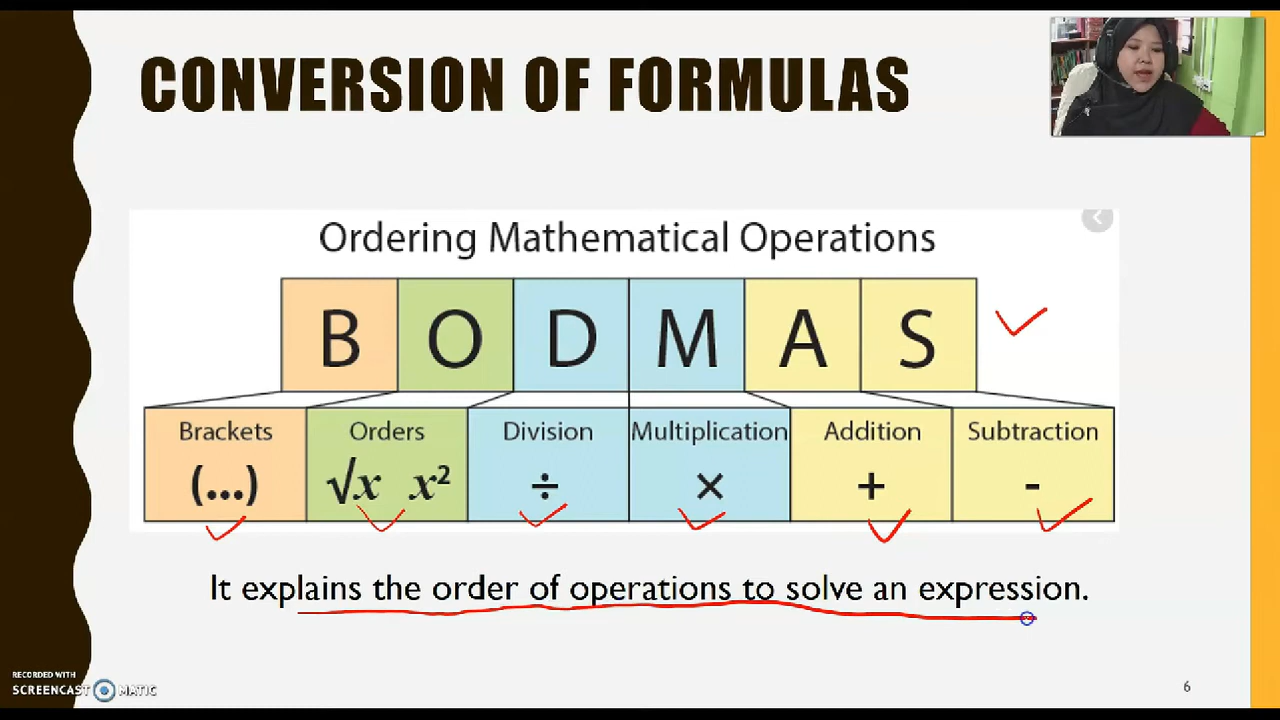 CONVERSION OF FORMULAS
Ordering Mathematical Operations
B O D M A S
Brackets Orders Division Multiplication Addition Subtraction
(...) √x x² ÷ × + -
It explains the order of operations to solve an expression.
RECORDED WITH
SCREENCAST MATIC
6